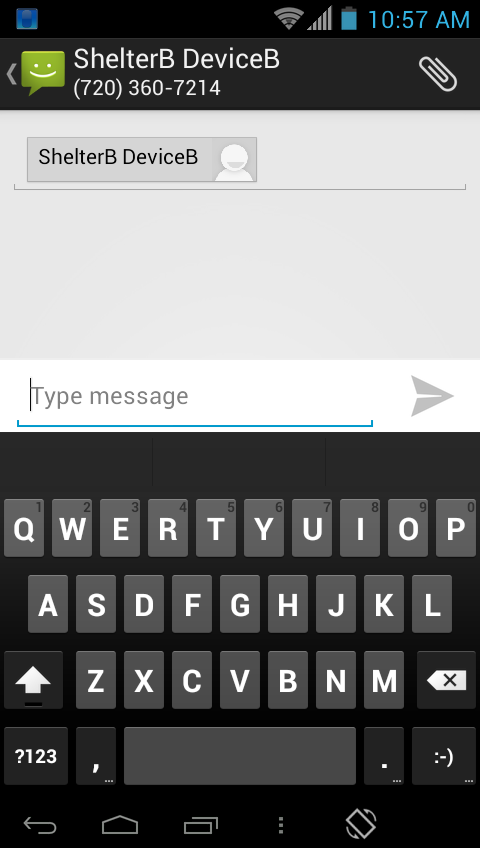 10:57 AM
ShelterB DeviceB
(720) 360-7214
ShelterB DeviceB
Type message
1 2 3 4 5 6 7 8 9 0
Q W E R T Y U I O P
A S D F G H J K L
Z X C V B N M
?123 , ... . ... :-) ...